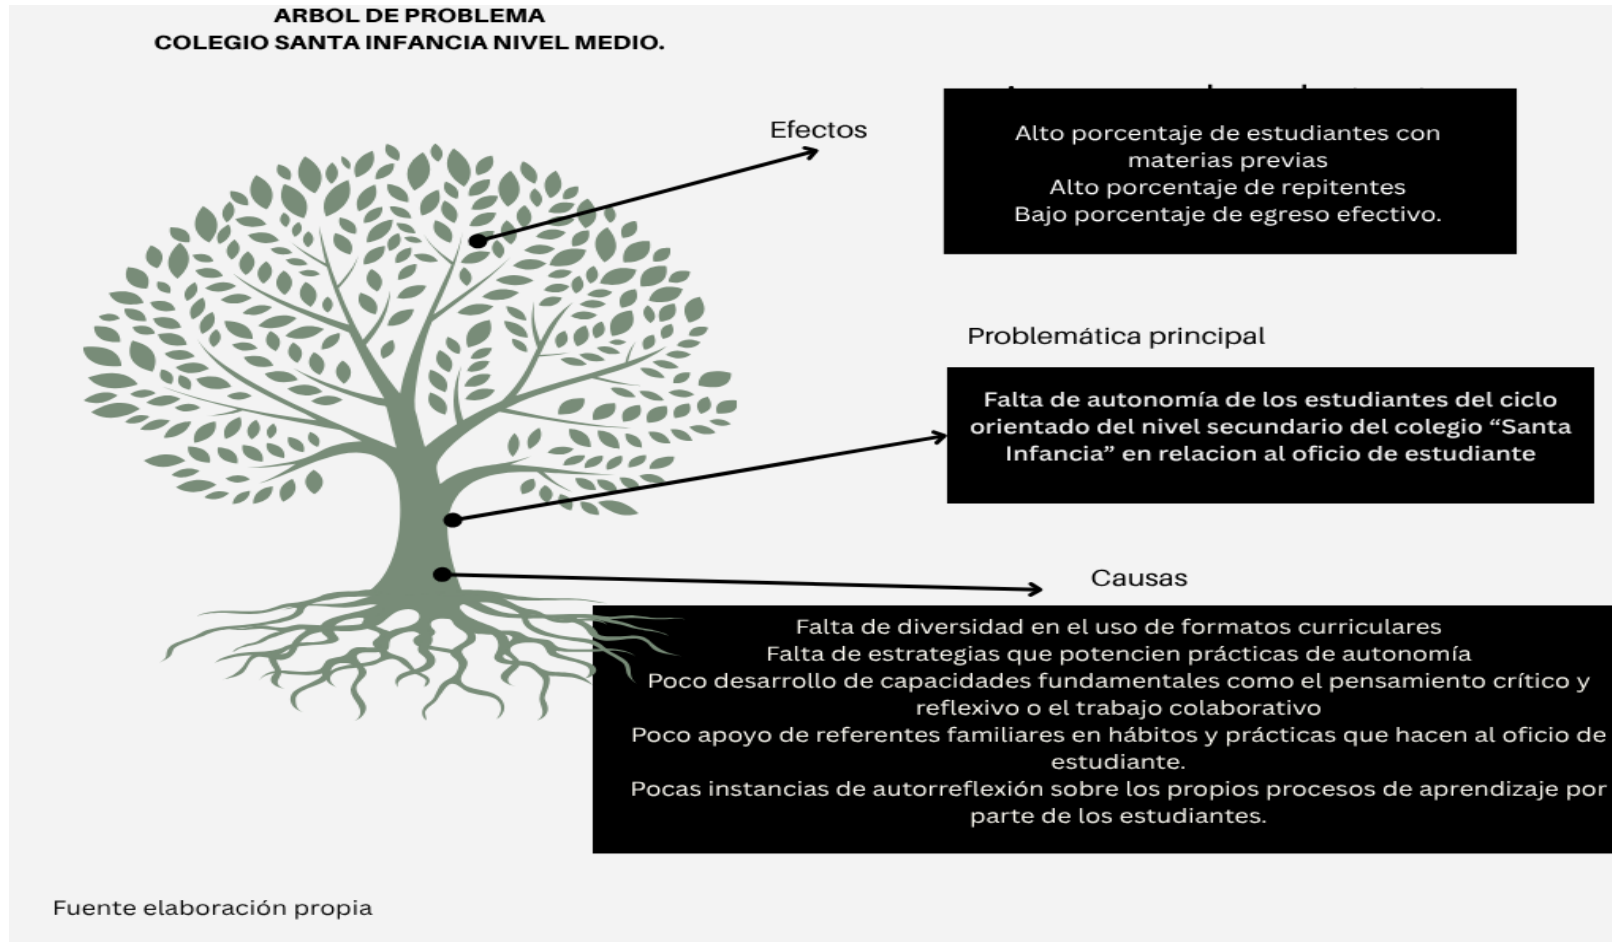 ARBOL DE PROBLEMA
COLEGIO SANTA INFANCIA NIVEL MEDIO.
Efectos
Alto porcentaje de estudiantes con
materias previas
Alto porcentaje de repitentes
Bajo porcentaje de egreso efectivo.
Problemática principal
Falta de autonomía de los estudiantes del ciclo
orientado del nivel secundario del colegio “Santa
Infancia” en relacion al oficio de estudiante
Causas
Falta de diversidad en el uso de formatos curriculares
Falta de estrategias que potencien prácticas de autonomía
Poco desarrollo de capacidades fundamentales como el pensamiento crítico y
reflexivo o el trabajo colaborativo
Poco apoyo de referentes familiares en hábitos y prácticas que hacen al oficio de
estudiante.
Pocas instancias de autorreflexión sobre los propios procesos de aprendizaje por
parte de los estudiantes.
Fuente elaboración propia